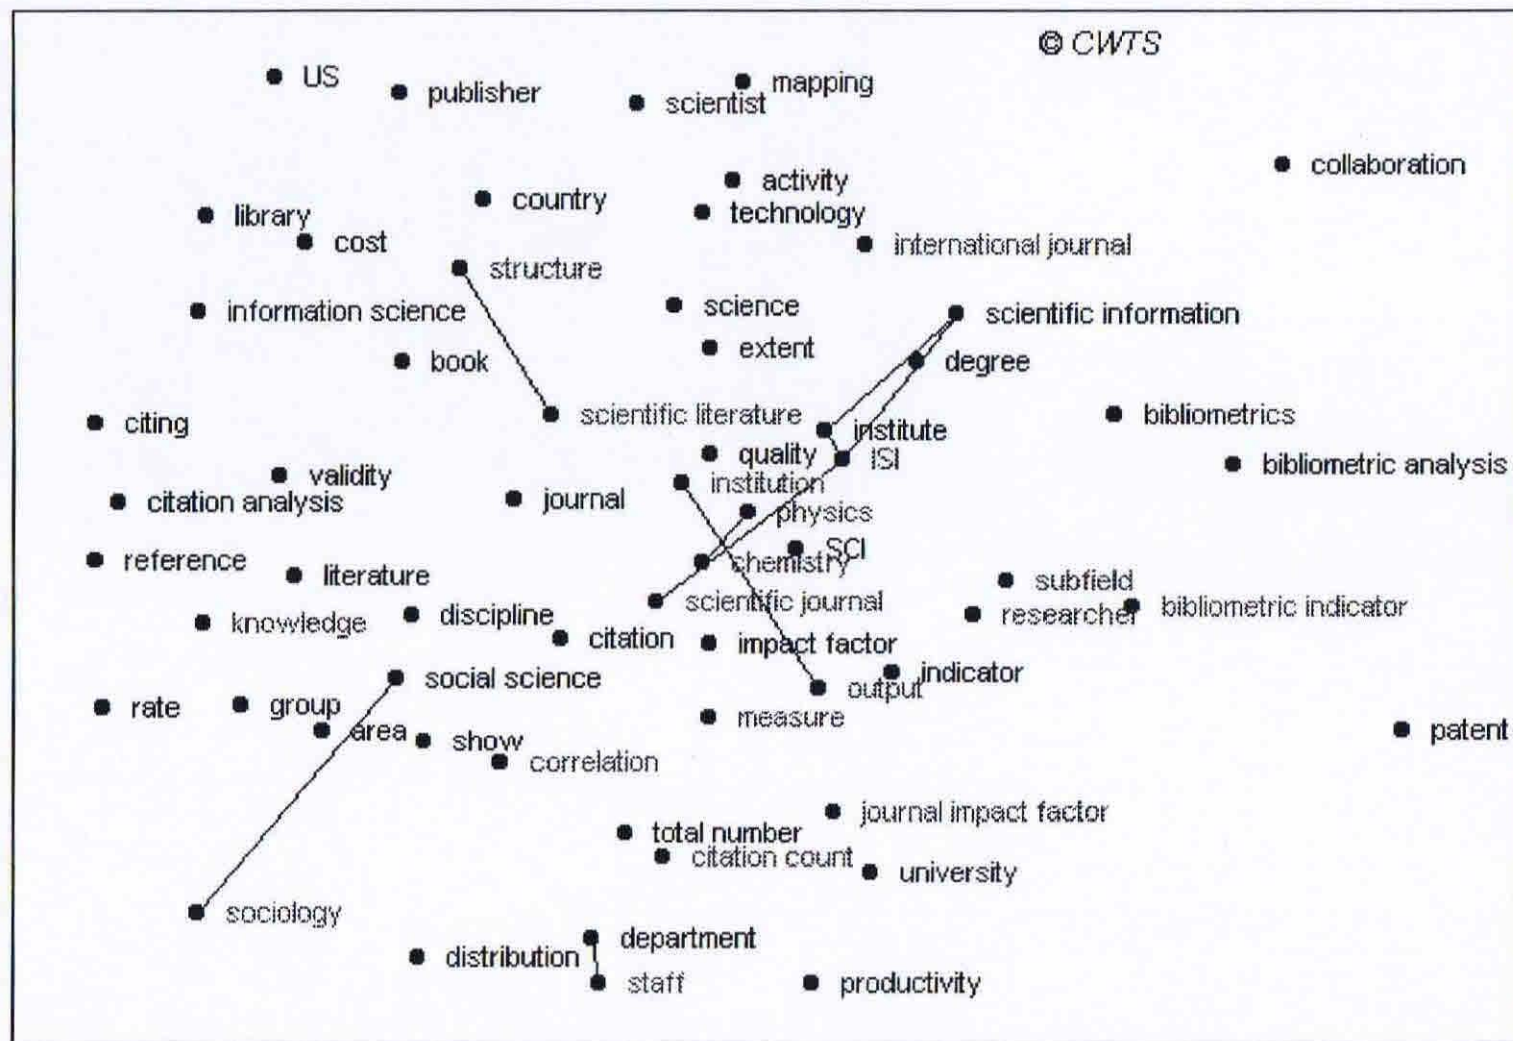 © CWTS
US
publisher
mapping
scientist
collaboration
activity
country
technology
library
cost
international journal
structure
science
information science
scientific information
extent
book
degree
scientific literature
bibliometrics
citing
institute
quality
ISI
bibliometric analysis
validity
institution
citation analysis
journal
physics
SCI
reference
chemistry
literature
subfield
scientific journal
bibliometric indicator
knowledge
discipline
researcher
citation
impact factor
social science
indicator
output
rate
group
measure
area
show
patent
correlation
journal impact factor
total number
citation count
university
sociology
department
distribution
staff
productivity